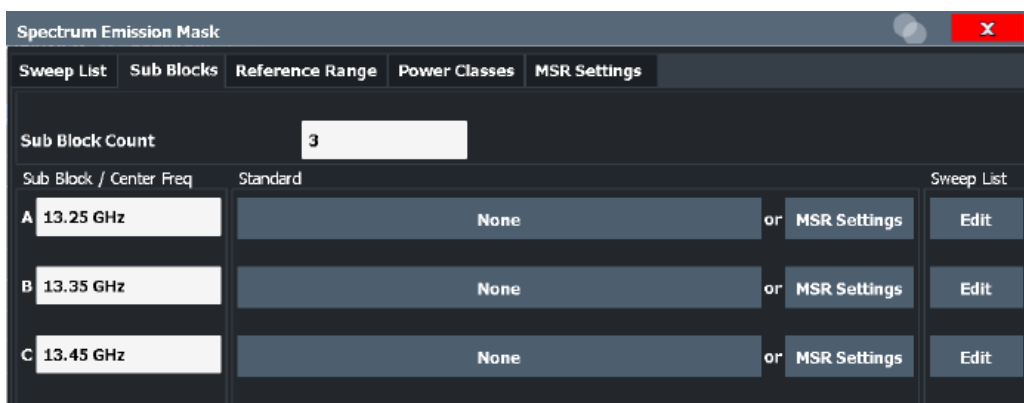 Spectrum Emission Mask X
Sweep List Sub Blocks Reference Range Power Classes MSR Settings
Sub Block Count 3
Sub Block / Center Freq Standard Sweep List
A 13.25 GHz None or MSR Settings Edit
B 13.35 GHz None or MSR Settings Edit
C 13.45 GHz None or MSR Settings Edit